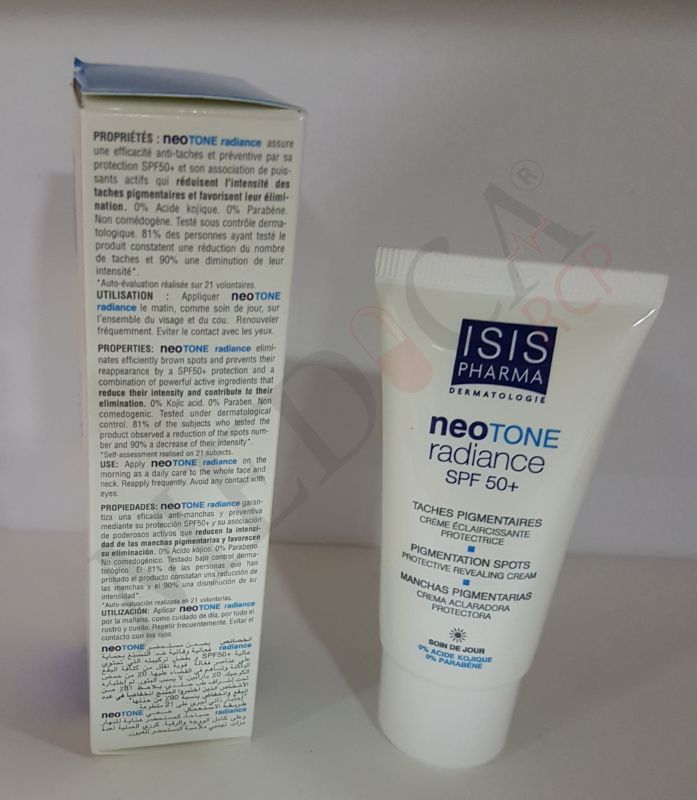 PROPRIÉTÉS : neoTONE radiance assure
une efficacité anti-taches et préventive par sa
protection SPF50+ et son association de puis-
sants actifs qui réduisent l'intensité des
taches pigmentaires et favorisent leur élimi-
nation. 0% Acide kojique. 0% Parabène.
Non comédogène. Testé sous contrôle derma-
tologique. 81% des personnes ayant testé le
produit constatent une réduction du nombre
de taches et 90% une diminution de leur
intensité*.
*Auto-évaluation réalisée sur 21 volontaires.
UTILISATION : Appliquer neoTONE
radiance le matin, comme soin de jour, sur
l'ensemble du visage et du cou. Renouveler
fréquemment. Eviter le contact avec les yeux.
PROPERTIES: neoTONE radiance elimi-
nates efficiently brown spots and prevents their
reappearance by a SPF50+ protection and a
combination of powerful active ingredients that
reduce their intensity and contribute to their
elimination. 0% Kojic acid. 0% Paraben. Non
comedogenic. Tested under dermatological
control. 81% of the subjects who tested the
product observed a reduction of the spots num-
ber and 90% a decrease of their intensity*.
*Self-assessment realised on 21 subjects.
USE: Apply neoTONE radiance on the
morning as a daily care to the whole face and
neck. Reapply frequently. Avoid any contact with
eyes.
PROPIEDADES: neoTONE radiance garan-
tiza una eficacia anti-manchas y preventiva
mediante su protección SPF50+ y su asociación
de poderosos activos que reducen la intensi-
dad de las manchas pigmentarias y favorecen
su eliminación. 0% Ácido kójico. 0% Parabeno.
No comedogénico. Testado bajo control derma-
tológico. El 81% de las personas que han
probado el producto constatan una reducción de
las manchas y el 90% una disminución de su
intensidad*.
*Auto-evaluación realizada en 21 voluntarias.
UTILIZACIÓN: Aplicar neoTONE radiance
por la mañana, como cuidado de día, por todo el
rostro y cuello. Repetir frecuentemente. Evitar el
contacto con los ojos.
neoTONE
radiance
neoTONE
radiance
ISIS
PHARMA
DERMATOLOGIE
neoTONE
radiance
SPF 50+
TACHES PIGMENTAIRES
CRÈME ÉCLAIRCISSANTE
PROTECTRICE
PIGMENTATION SPOTS
PROTECTIVE REVEALING CREAM
MANCHAS PIGMENTARIAS
CREMA ACLARADORA
PROTECTORA
SOIN DE JOUR
0% ACIDE KOJIQUE
0% PARABÈNE
MEDICA®
RCP